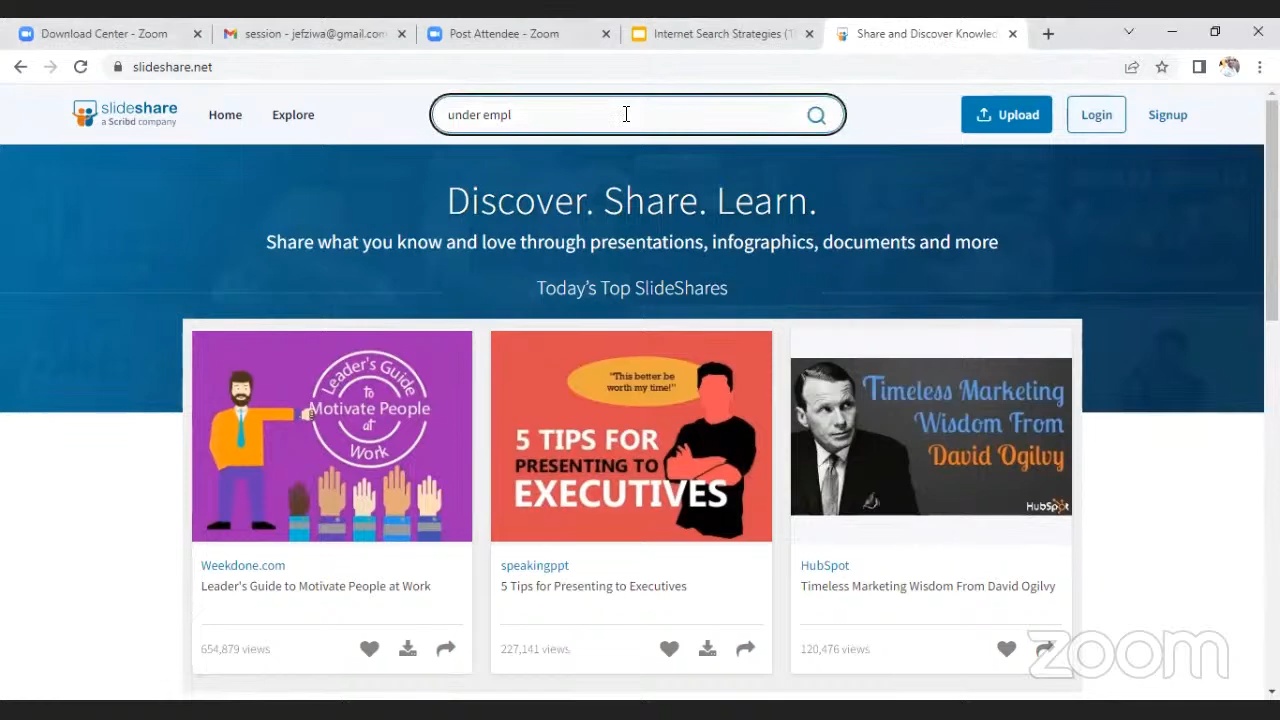 Download Center - Zoom
session - jefziwa@gmail.com
Post Attendee - Zoom
Internet Search Strategies (T
Share and Discover Knowled
slideshare.net
slideshare
a Scribd company
Home
Explore
under empl
Upload
Login
Signup
Discover. Share. Learn.
Share what you know and love through presentations, infographics, documents and more
Today's Top SlideShares
Leader's Guide
to
Motivate People
at
Work
"This better be
worth my time!"
5 TIPS FOR
PRESENTING TO
EXECUTIVES
Timeless Marketing
Wisdom From
David Ogilvy
HubSpot
Weekdone.com
Leader's Guide to Motivate People at Work
654,879 views
speakingppt
5 Tips for Presenting to Executives
227,141 views
HubSpot
Timeless Marketing Wisdom From David Ogilvy
120,476 views
zoom